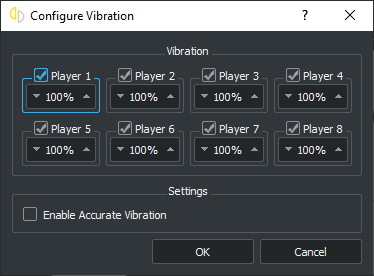 Configure Vibration ? ×
Vibration
Player 1 Player 2 Player 3 Player 4
100% 100% 100% 100%
Player 5 Player 6 Player 7 Player 8
100% 100% 100% 100%
Settings
Enable Accurate Vibration
OK Cancel